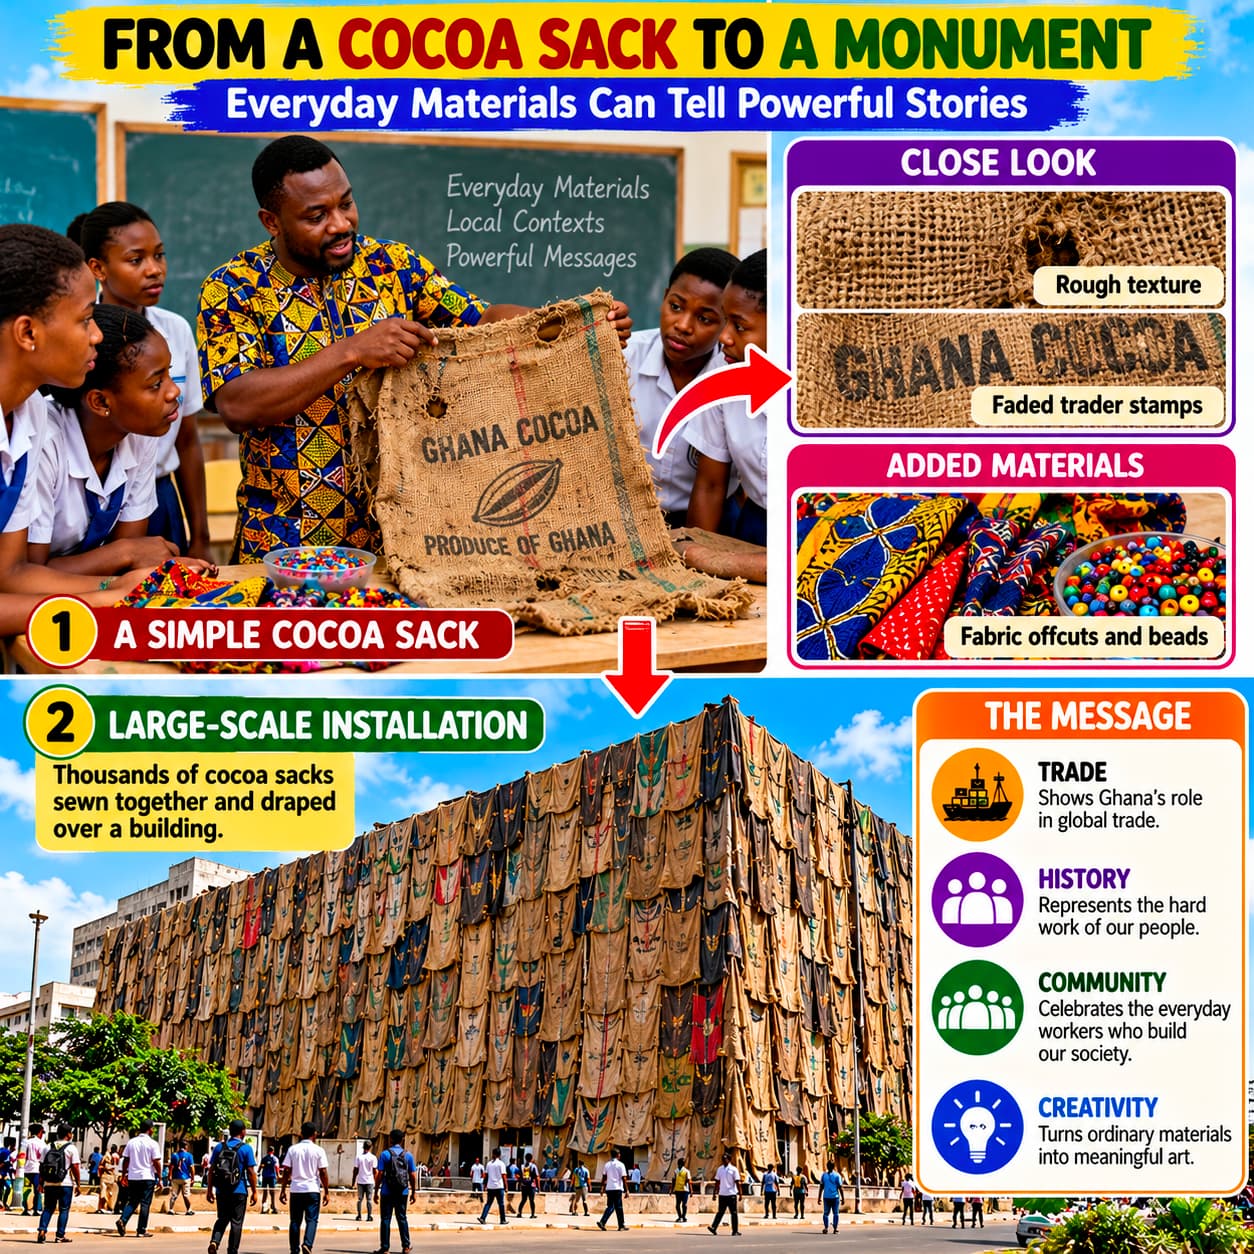 FROM A COCOA SACK TO A MONUMENT
Everyday Materials Can Tell Powerful Stories
Everyday Materials
Local Contexts
Powerful Messages
GHANA COCOA
PRODUCE OF GHANA
1 A SIMPLE COCOA SACK
CLOSE LOOK
Rough texture
GHANA COCOA
Faded trader stamps
ADDED MATERIALS
Fabric offcuts and beads
2 LARGE-SCALE INSTALLATION
Thousands of cocoa sacks
sewn together and draped
over a building.
THE MESSAGE
TRADE
Shows Ghana's role
in global trade.
HISTORY
Represents the hard
work of our people.
COMMUNITY
Celebrates the everyday
workers who build
our society.
CREATIVITY
Turns ordinary materials
into meaningful art.